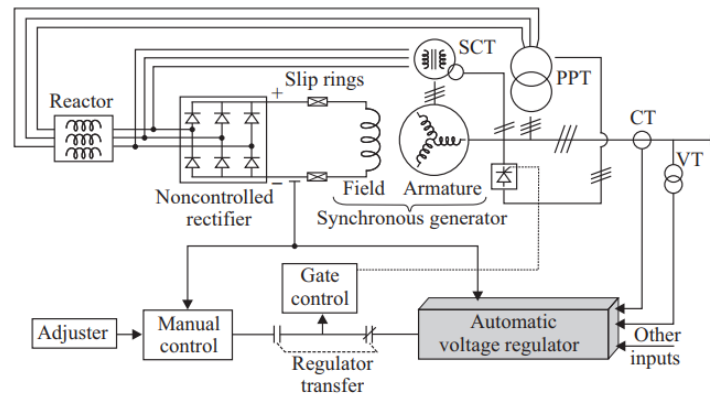 SCT
PPT
Slip rings
Reactor
+
CT
VT
−
Noncontrolled
rectifier
Field
Armature
Synchronous generator
Gate
control
Adjuster
Manual
control
Automatic
voltage regulator
Other
inputs
Regulator
transfer